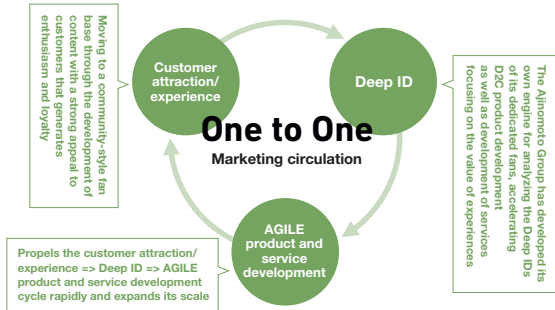 Moving to a community-style fan
base through the development of
content with a strong appeal to
customers that generates
enthusiasm and loyalty
Customer
attraction/
experience
Deep ID
The Ajinomoto Group has developed its
own engine for analyzing the Deep IDs
of its dedicated fans, accelerating
D2C product development
as well as development of services
focusing on the value of experiences
One to One
Marketing circulation
AGILE
product and
service
development
Propels the customer attraction/
experience => Deep ID => AGILE
product and service development
cycle rapidly and expands its scale